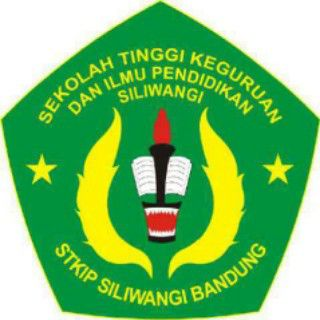 SEKOLAH TINGGI KEGURUAN
DAN ILMU PENDIDIKAN
SILIWANGI
STKIP SILIWANGI BANDUNG